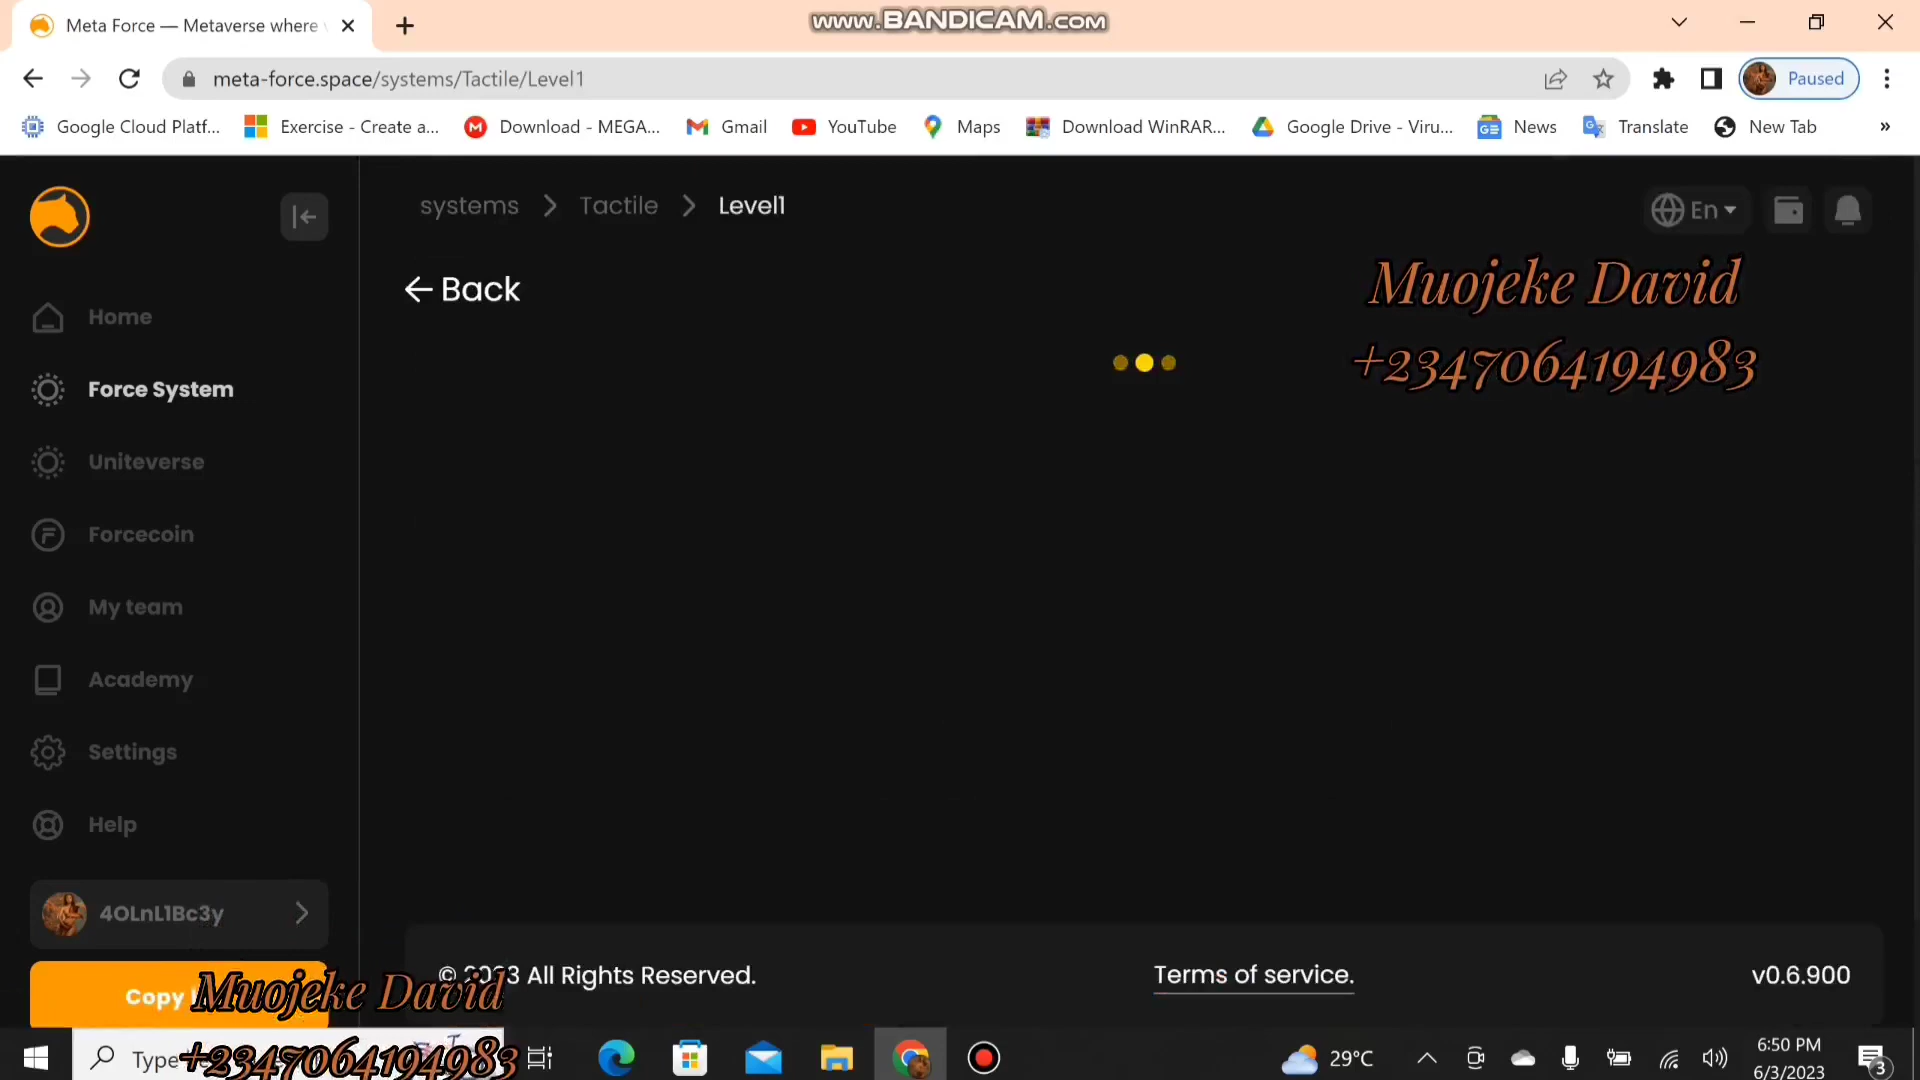 Meta Force — Metaverse where
www.BANDICAM.com
meta-force.space/systems/Tactile/Level1
Paused
Google Cloud Platf...
Exercise - Create a...
Download - MEGA...
Gmail
YouTube
Maps
Download WinRAR...
Google Drive - Viru...
News
Translate
New Tab
»
systems > Tactile > Level1
En
Back
Muojeke David
+2347064194983
Home
Force System
Uniteverse
Forcecoin
My team
Academy
Settings
Help
4OLnL1Bc3y
Copy
Muojeke David
+2347064194983
© 2023 All Rights Reserved.
Terms of service.
v0.6.900
Type
29°C
6:50 PM
6/3/2023
3